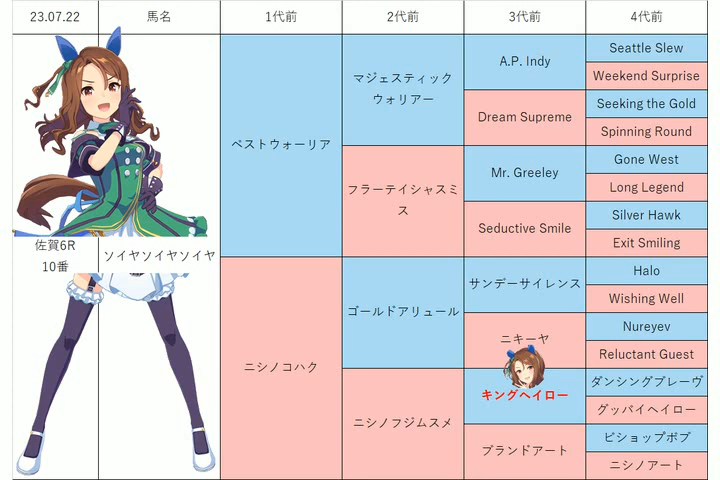 23.07.22
馬名
1代前
2代前
3代前
4代前
佐賀6R
10番
ソイヤソイヤソイヤ
ベストウォーリア
マジェスティック
ウォリアー
A.P. Indy
Seattle Slew
Weekend Surprise
Dream Supreme
Seeking the Gold
Spinning Round
フラーテイシャスミ
ス
Mr. Greeley
Gone West
Long Legend
Seductive Smile
Silver Hawk
Exit Smiling
ニシノコハク
ゴールドアリュール
サンデーサイレンス
Halo
Wishing Well
ニキーヤ
Nureyev
Reluctant Guest
ニシノフジムスメ
キングヘイロー
ダンシングブレーヴ
グッバイヘイロー
ブランドアート
ビショップボブ
ニシノアート